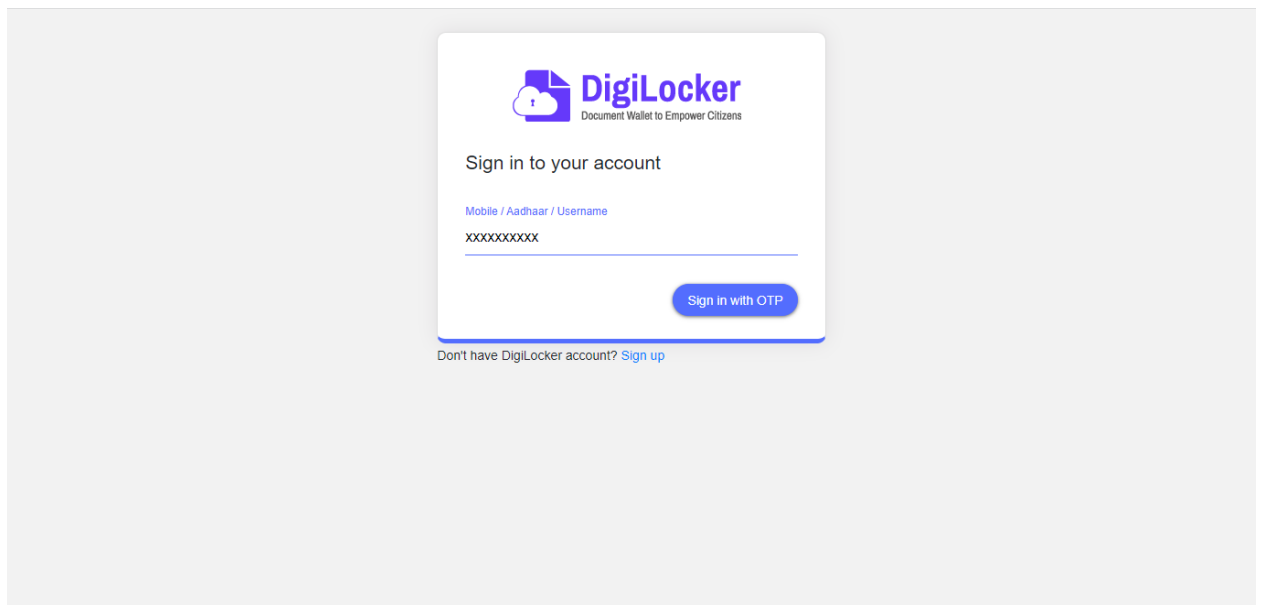 DigiLocker
Document Wallet to Empower Citizens
Sign in to your account
Mobile / Aadhaar / Username
xxxxxxxxxx
Sign in with OTP
Don't have DigiLocker account? Sign up